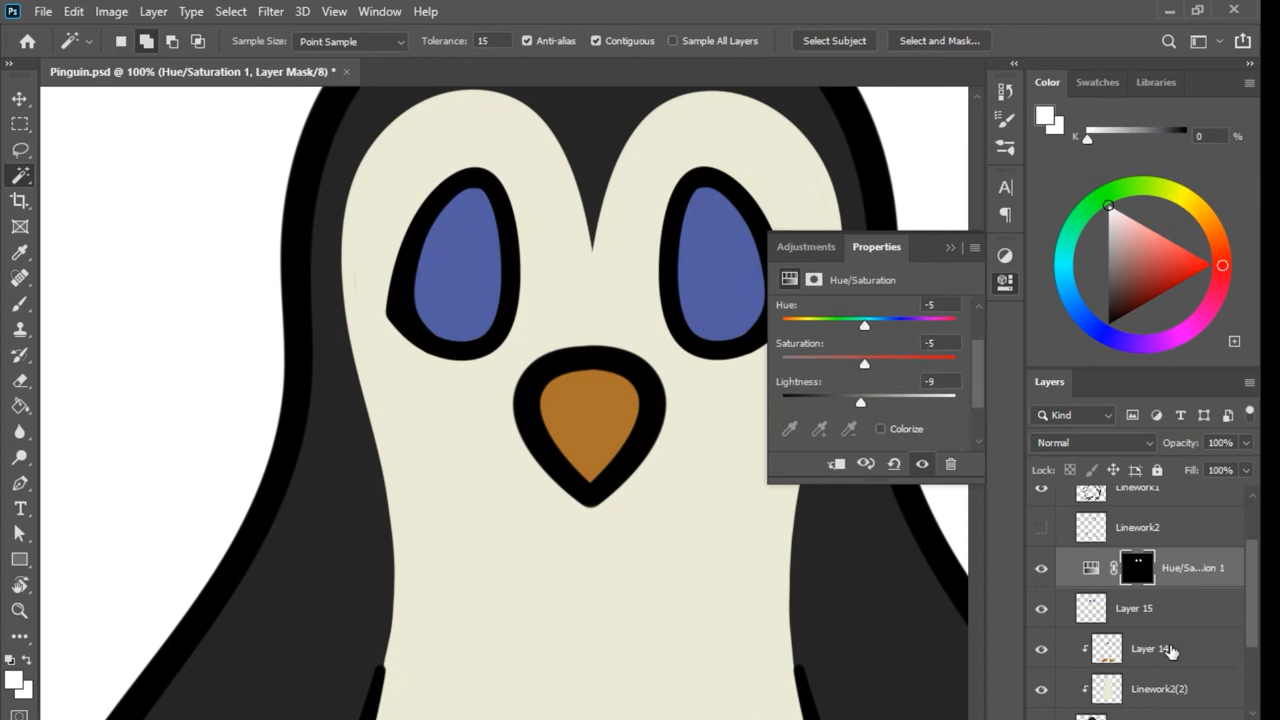 Ps File Edit Image Layer Type Select Filter 3D View Window Help
Sample Size: Point Sample Tolerance: 15 Anti-alias Contiguous Sample All Layers Select Subject Select and Mask...
Pinguin.psd @ 100% (Hue/Saturation 1, Layer Mask/8) * ×
Color Swatches Libraries
K 0 %
Adjustments Properties
Hue/Saturation
Hue: -5
Saturation: -5
Lightness: -9
Colorize
Layers
Kind
Normal Opacity: 100%
Lock: Fill: 100%
Linework1
Linework2
Hue/Sa...ion 1
Layer 15
Layer 14
Linework2(2)